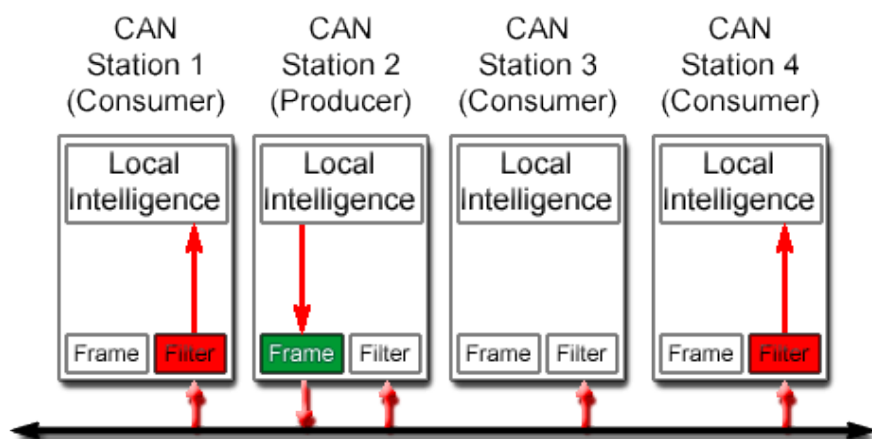 CAN
Station 1
(Consumer)
CAN
Station 2
(Producer)
CAN
Station 3
(Consumer)
CAN
Station 4
(Consumer)
Local
Intelligence
Frame
Filter
Local
Intelligence
Frame
Filter
Local
Intelligence
Frame
Filter
Local
Intelligence
Frame
Filter